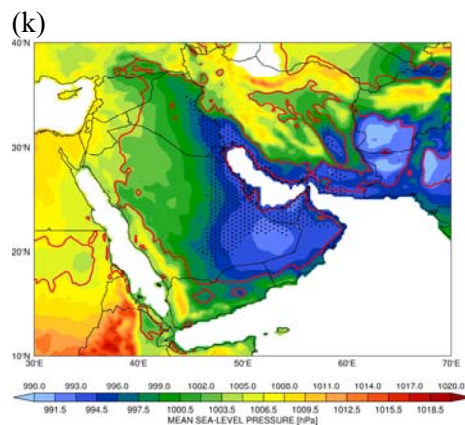 (k)
40'N
30'N
20'N
10'N
30'E 40'E 50'E 60'E 70'E
990.0 993.0 996.0 999.0 1002.0 1005.0 1008.0 1011.0 1014.0 1017.0 1020.0
991.5 994.5 997.5 1000.5 1003.5 1006.5 1009.5 1012.5 1015.5 1018.5
MEAN SEA-LEVEL PRESSURE [hPa]